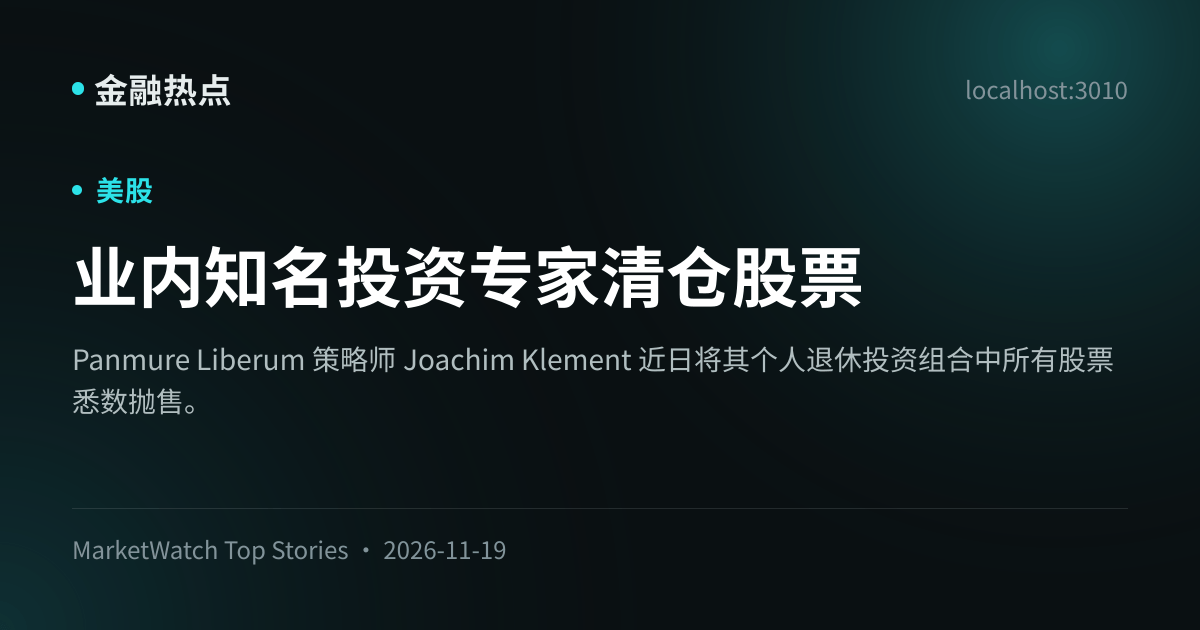 金融热点
localhost:3010
美股
业内知名投资专家清仓股票
Panmure Liberum 策略师 Joachim Klement 近日将其个人退休投资组合中所有股票
悉数抛售。
MarketWatch Top Stories · 2026-11-19